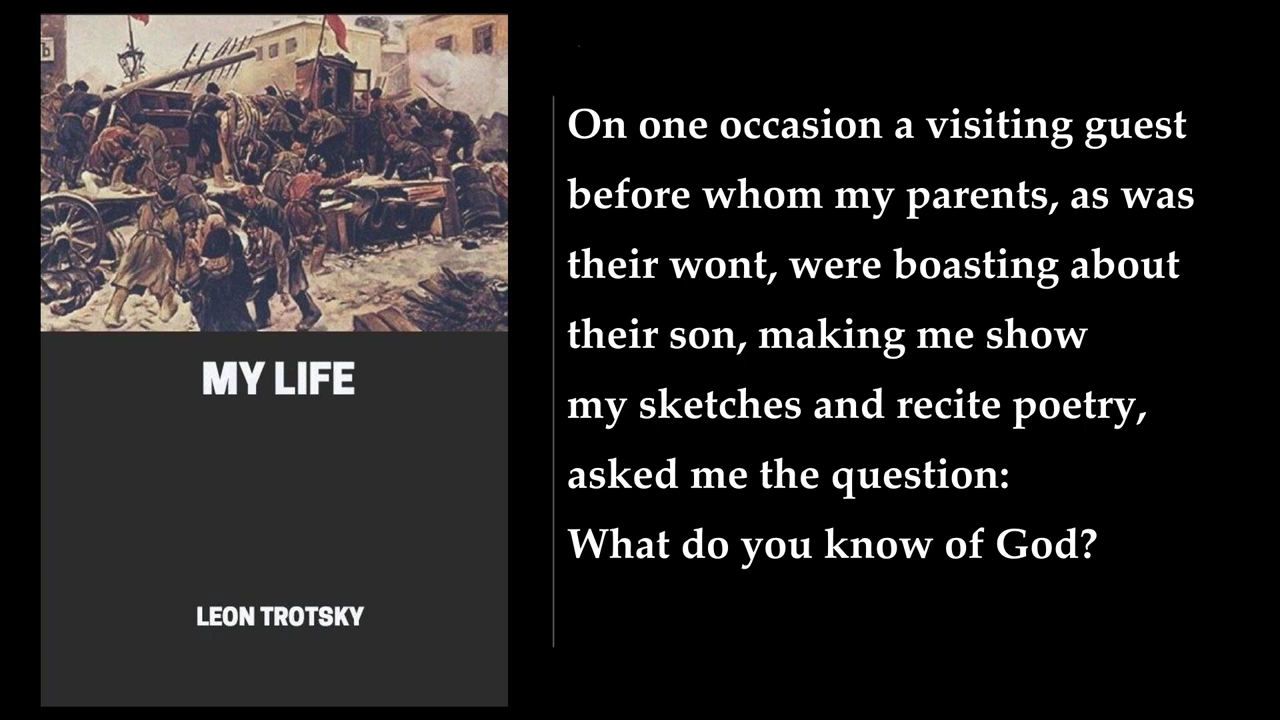 MY LIFE
LEON TROTSKY
On one occasion a visiting guest
before whom my parents, as was
their wont, were boasting about
their son, making me show
my sketches and recite poetry,
asked me the question:
What do you know of God?